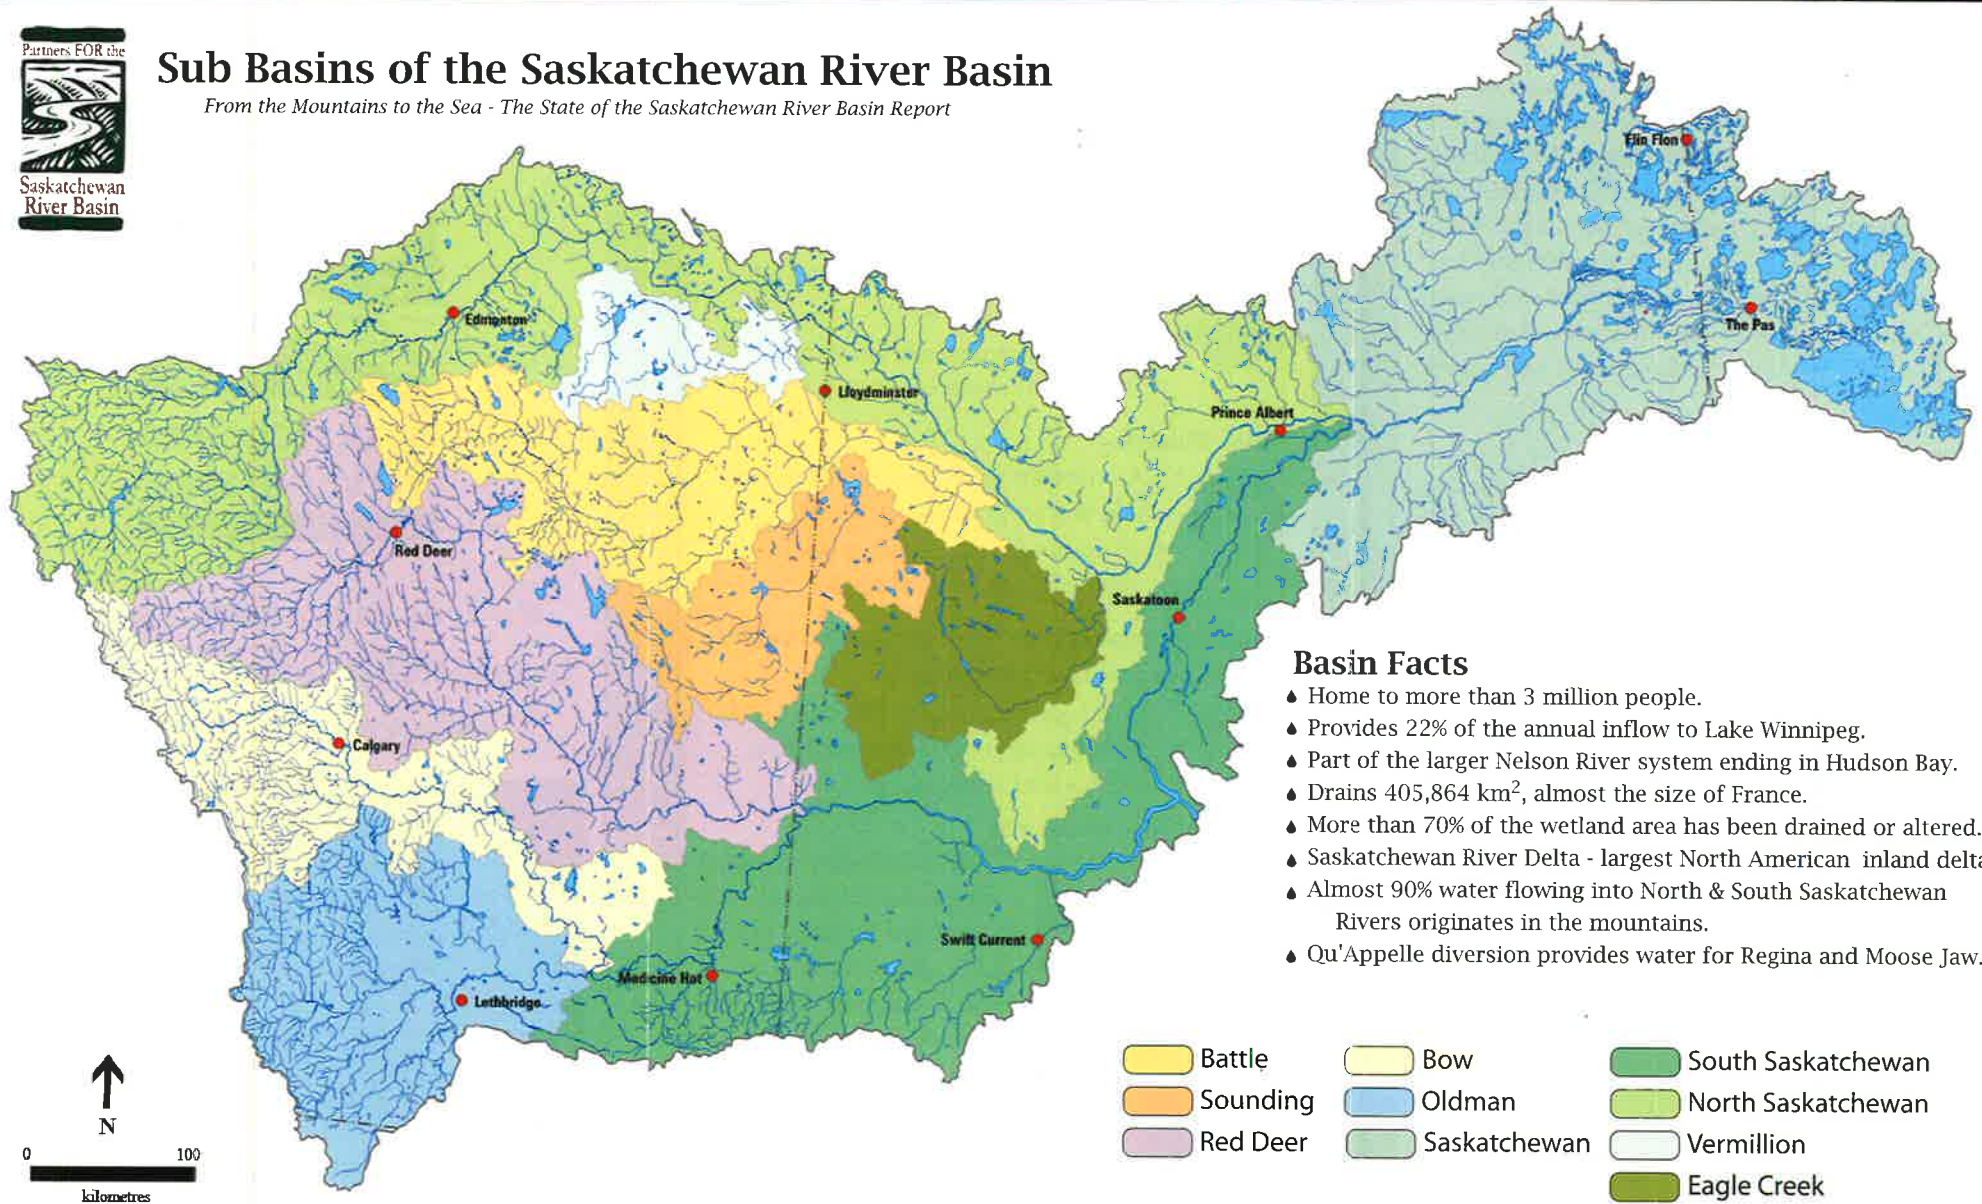 Partners FOR the
Saskatchewan
River Basin
Sub Basins of the Saskatchewan River Basin
From the Mountains to the Sea - The State of the Saskatchewan River Basin Report
Flin Flon
Edmonton
The Pas
Lloydminster
Prince Albert
Red Deer
Saskatoon
Calgary
Swift Current
Medicine Hat
Lethbridge
Basin Facts
Home to more than 3 million people.
Provides 22% of the annual inflow to Lake Winnipeg.
Part of the larger Nelson River system ending in Hudson Bay.
Drains 405,864 km², almost the size of France.
More than 70% of the wetland area has been drained or altered.
Saskatchewan River Delta - largest North American inland delta
Almost 90% water flowing into North & South Saskatchewan
Rivers originates in the mountains.
Qu'Appelle diversion provides water for Regina and Moose Jaw.
N
0 100
kilometres
Battle
Sounding
Red Deer
Bow
Oldman
Saskatchewan
South Saskatchewan
North Saskatchewan
Vermillion
Eagle Creek